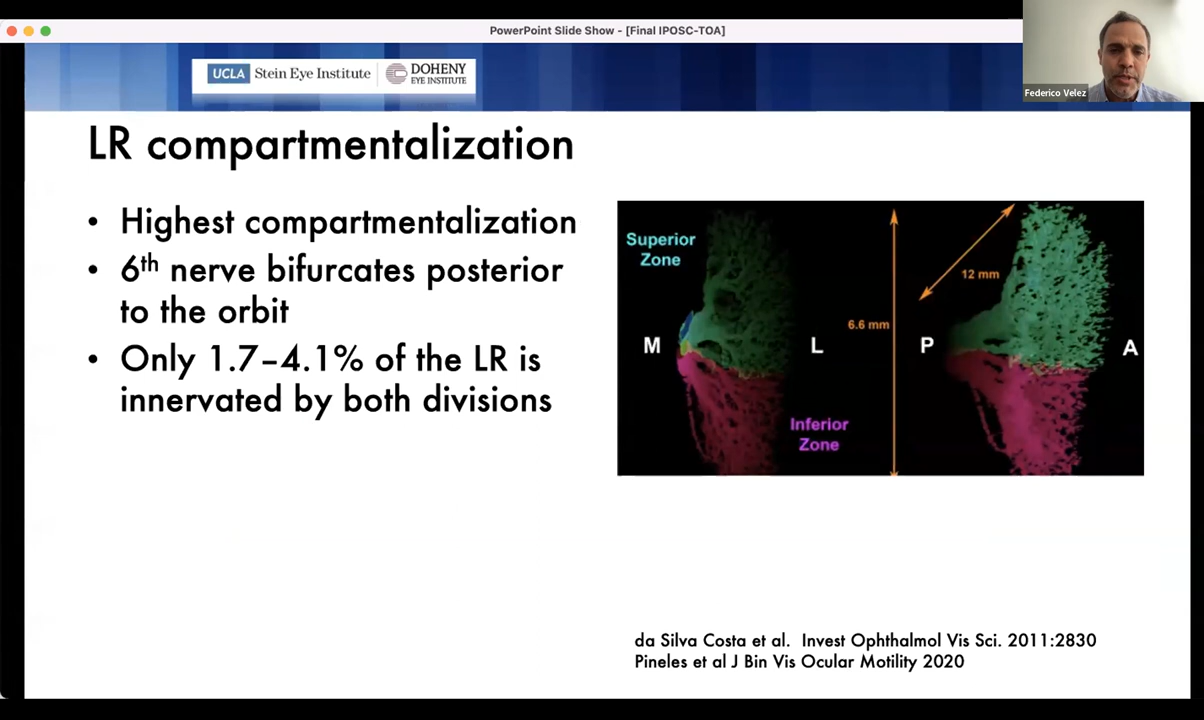 PowerPoint Slide Show - [Final IPOSC-TOA]
UCLA Stein Eye Institute
DOHENY
EYE INSTITUTE
Federico Velez
LR compartmentalization
• Highest compartmentalization
• 6th nerve bifurcates posterior
to the orbit
• Only 1.7–4.1% of the LR is
innervated by both divisions
Superior
Zone
12 mm
6.6 mm
M
L
P
A
Inferior
Zone
da Silva Costa et al. Invest Ophthalmol Vis Sci. 2011:2830
Pineles et al J Bin Vis Ocular Motility 2020